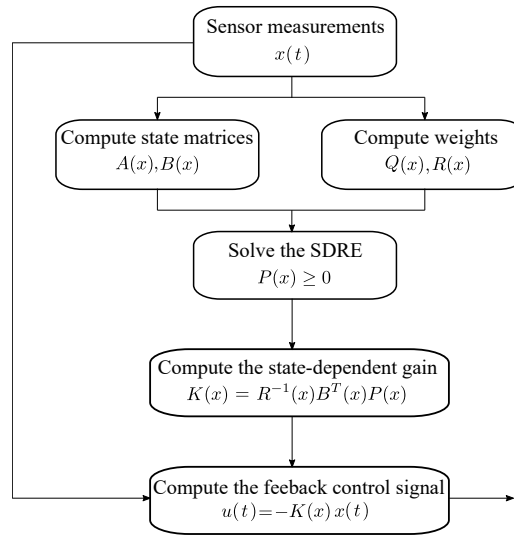 Sensor measurements
x(t)
Compute state matrices
A(x),B(x)
Compute weights
Q(x),R(x)
Solve the SDRE
P(x) ≥ 0
Compute the state-dependent gain
K(x) = R⁻¹(x)Bᵀ(x)P(x)
Compute the feeback control signal
u(t)=−K(x)x(t)